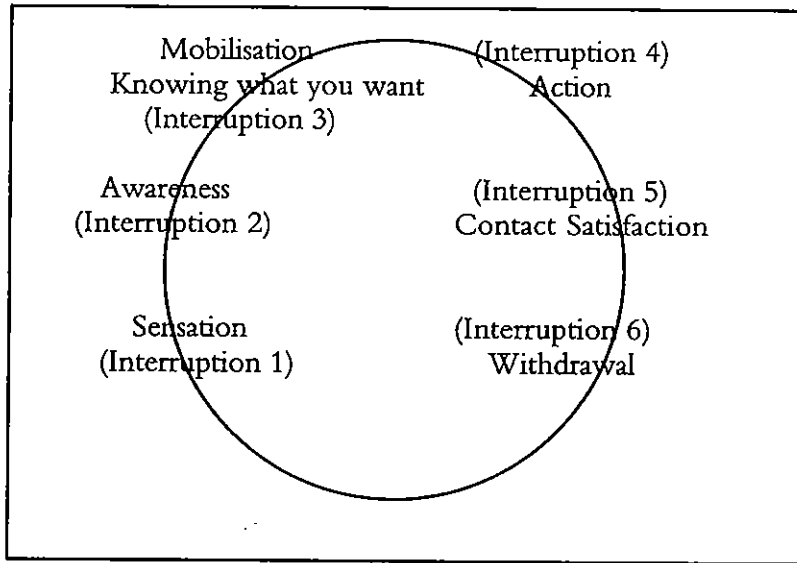 Mobilisation
Knowing what you want
(Interruption 3)
(Interruption 4)
Action
Awareness
(Interruption 2)
(Interruption 5)
Contact Satisfaction
Sensation
(Interruption 1)
(Interruption 6)
Withdrawal